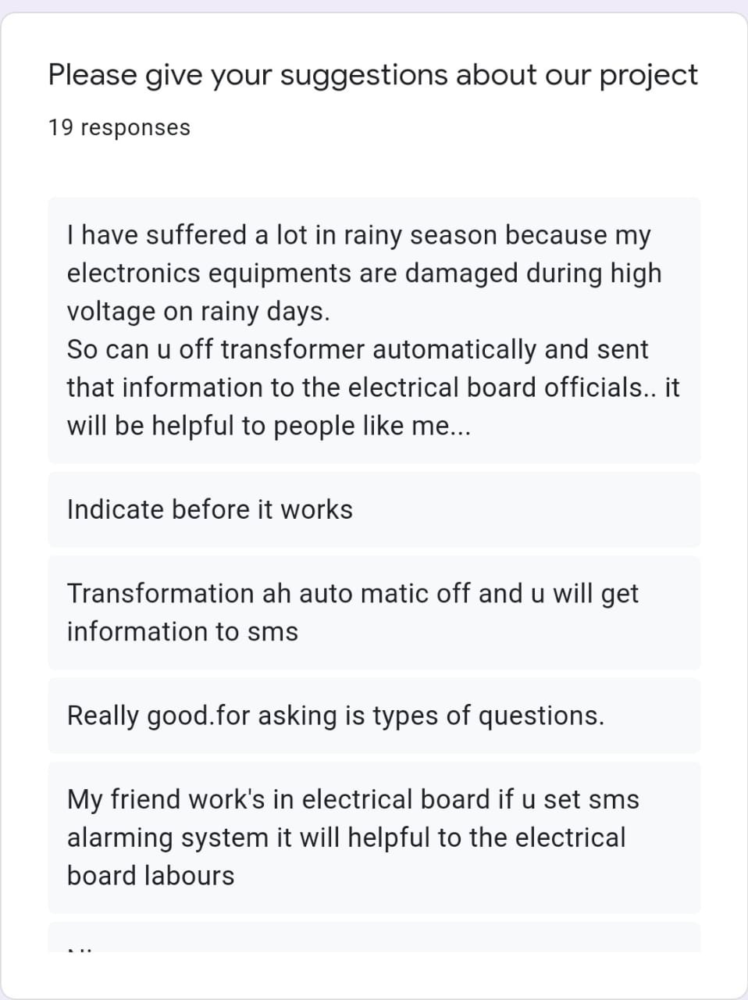 Please give your suggestions about our project
19 responses
I have suffered a lot in rainy season because my
electronics equipments are damaged during high
voltage on rainy days.
So can u off transformer automatically and sent
that information to the electrical board officials.. it
will be helpful to people like me...
Indicate before it works
Transformation ah auto matic off and u will get
information to sms
Really good.for asking is types of questions.
My friend work's in electrical board if u set sms
alarming system it will helpful to the electrical
board labours